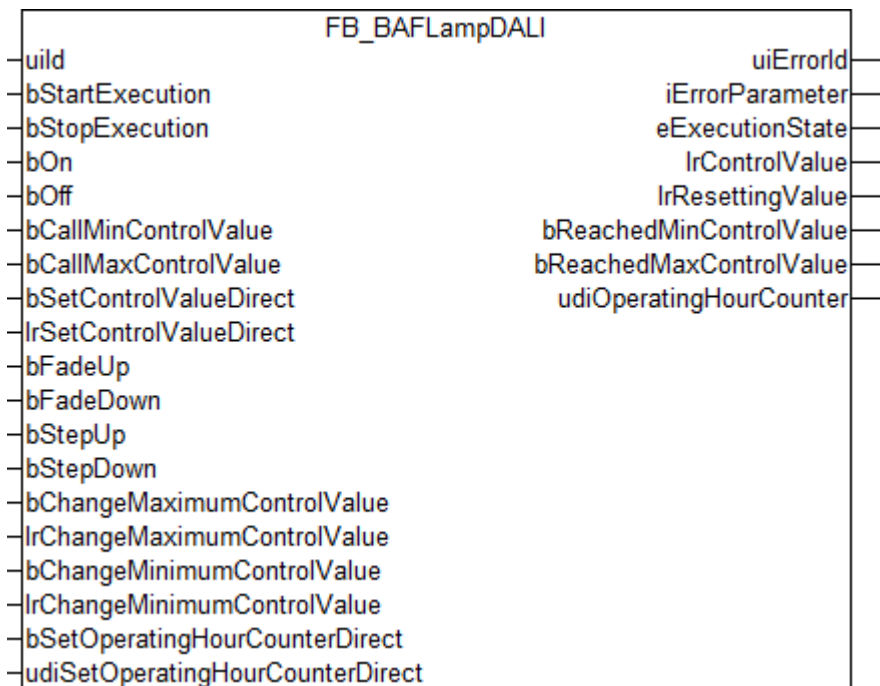 FB_BAFLampDALI
uiId uiErrorId
bStartExecution iErrorParameter
bStopExecution eExecutionState
bOn lrControlValue
bOff lrResettingValue
bCallMinControlValue bReachedMinControlValue
bCallMaxControlValue bReachedMaxControlValue
bSetControlValueDirect udiOperatingHourCounter
lrSetControlValueDirect
bFadeUp
bFadeDown
bStepUp
bStepDown
bChangeMaximumControlValue
lrChangeMaximumControlValue
bChangeMinimumControlValue
lrChangeMinimumControlValue
bSetOperatingHourCounterDirect
udiSetOperatingHourCounterDirect